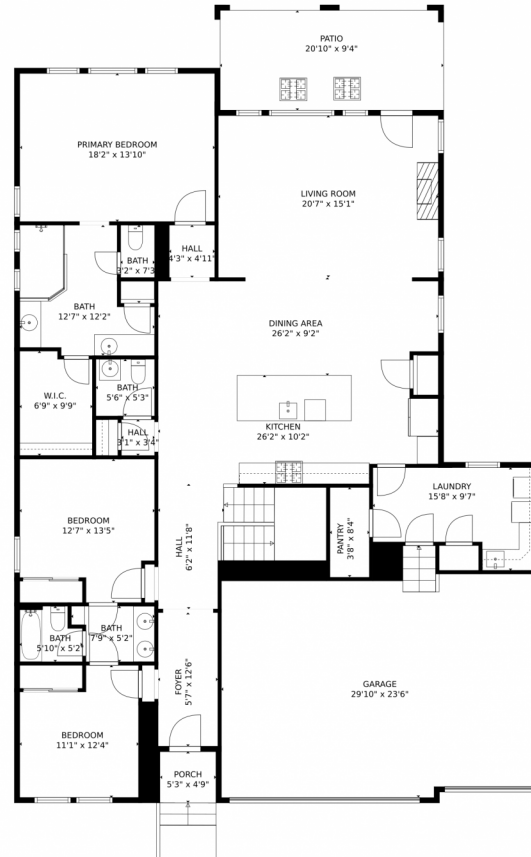 PATIO
20'10" x 9'4"
PRIMARY BEDROOM
18'2" x 13'10"
LIVING ROOM
20'7" x 15'1"
HALL
4'3" x 4'11"
BATH
3'2" x 7'3
BATH
12'7" x 12'2"
DINING AREA
26'2" x 9'2"
W.I.C.
6'9" x 9'9"
BATH
5'6" x 5'3"
HALL
3'1" x 3'4"
KITCHEN
26'2" x 10'2"
BEDROOM
12'7" x 13'5"
HALL
6'2" x 11'8"
PANTRY
3'8" x 8'4"
LAUNDRY
15'8" x 9'7"
BATH
5'10" x 5'2"
BATH
7'9" x 5'2"
FOYER
5'7" x 12'6"
GARAGE
29'10" x 23'6"
BEDROOM
11'1" x 12'4"
PORCH
5'3" x 4'9"